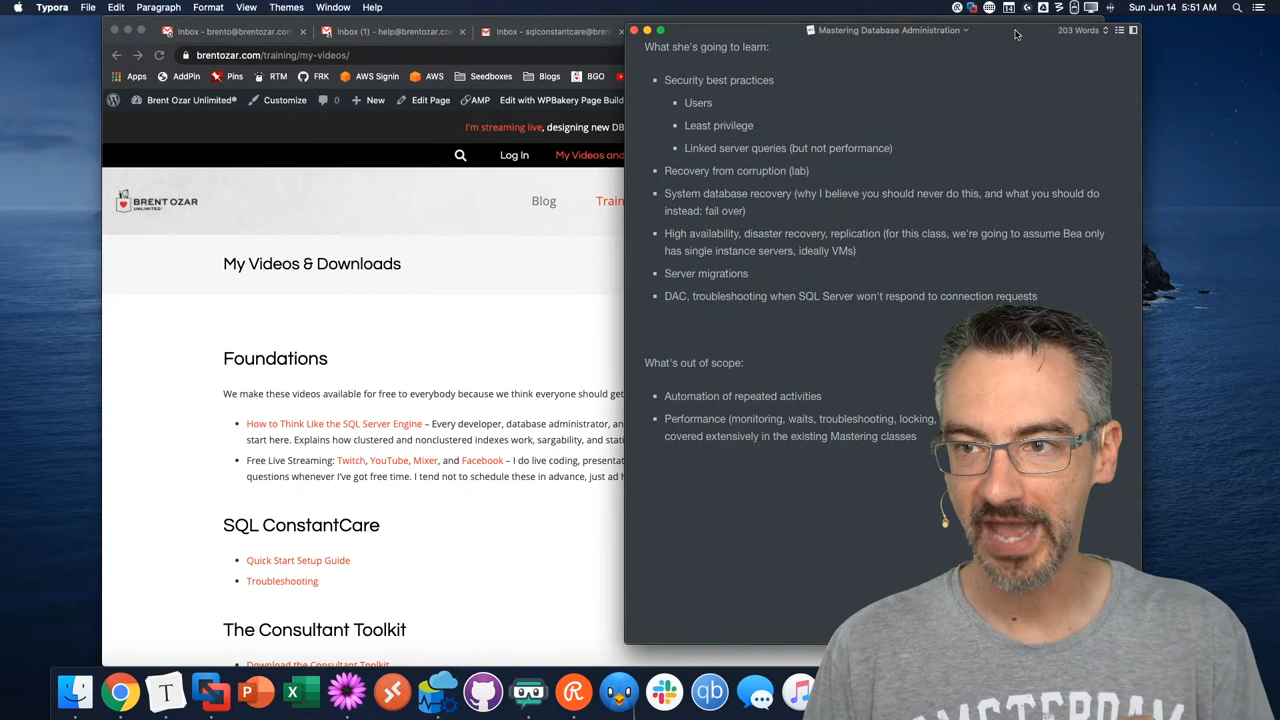 Typora File Edit Paragraph Format View Themes Window Help
Sun Jun 14 5:51 AM
Inbox - brento@brentozar.com
Inbox (1) - help@brentozar.com
Inbox - sqlconstantcare@bren
brentozar.com/training/my-videos/
Apps AddPin Pins RTM FRK AWS Signin AWS Seedboxes Blogs BGO
Brent Ozar Unlimited® Customize New Edit Page AMP Edit with WPBakery Page Build
I'm streaming live, designing new DB
Log In My Videos and
BRENT OZAR
UNLIMITED®
Blog
My Videos & Downloads
Foundations
We make these videos available for free to everybody because we think everyone should get
How to Think Like the SQL Server Engine – Every developer, database administrator, an
start here. Explains how clustered and nonclustered indexes work, sargability, and stati
Free Live Streaming: Twitch, YouTube, Mixer, and Facebook – I do live coding, presentat
questions whenever I've got free time. I tend not to schedule these in advance, just ad h
SQL ConstantCare
Quick Start Setup Guide
Troubleshooting
The Consultant Toolkit
Download the Consultant Toolkit
Mastering Database Administration
203 Words
What she's going to learn:
Security best practices
Users
Least privilege
Linked server queries (but not performance)
Recovery from corruption (lab)
System database recovery (why I believe you should never do this, and what you should do
instead: fail over)
High availability, disaster recovery, replication (for this class, we're going to assume Bea only
has single instance servers, ideally VMs)
Server migrations
DAC, troubleshooting when SQL Server won't respond to connection requests
What's out of scope:
Automation of repeated activities
Performance (monitoring, waits, troubleshooting, locking,
covered extensively in the existing Mastering classes
T
P
X
R
qb